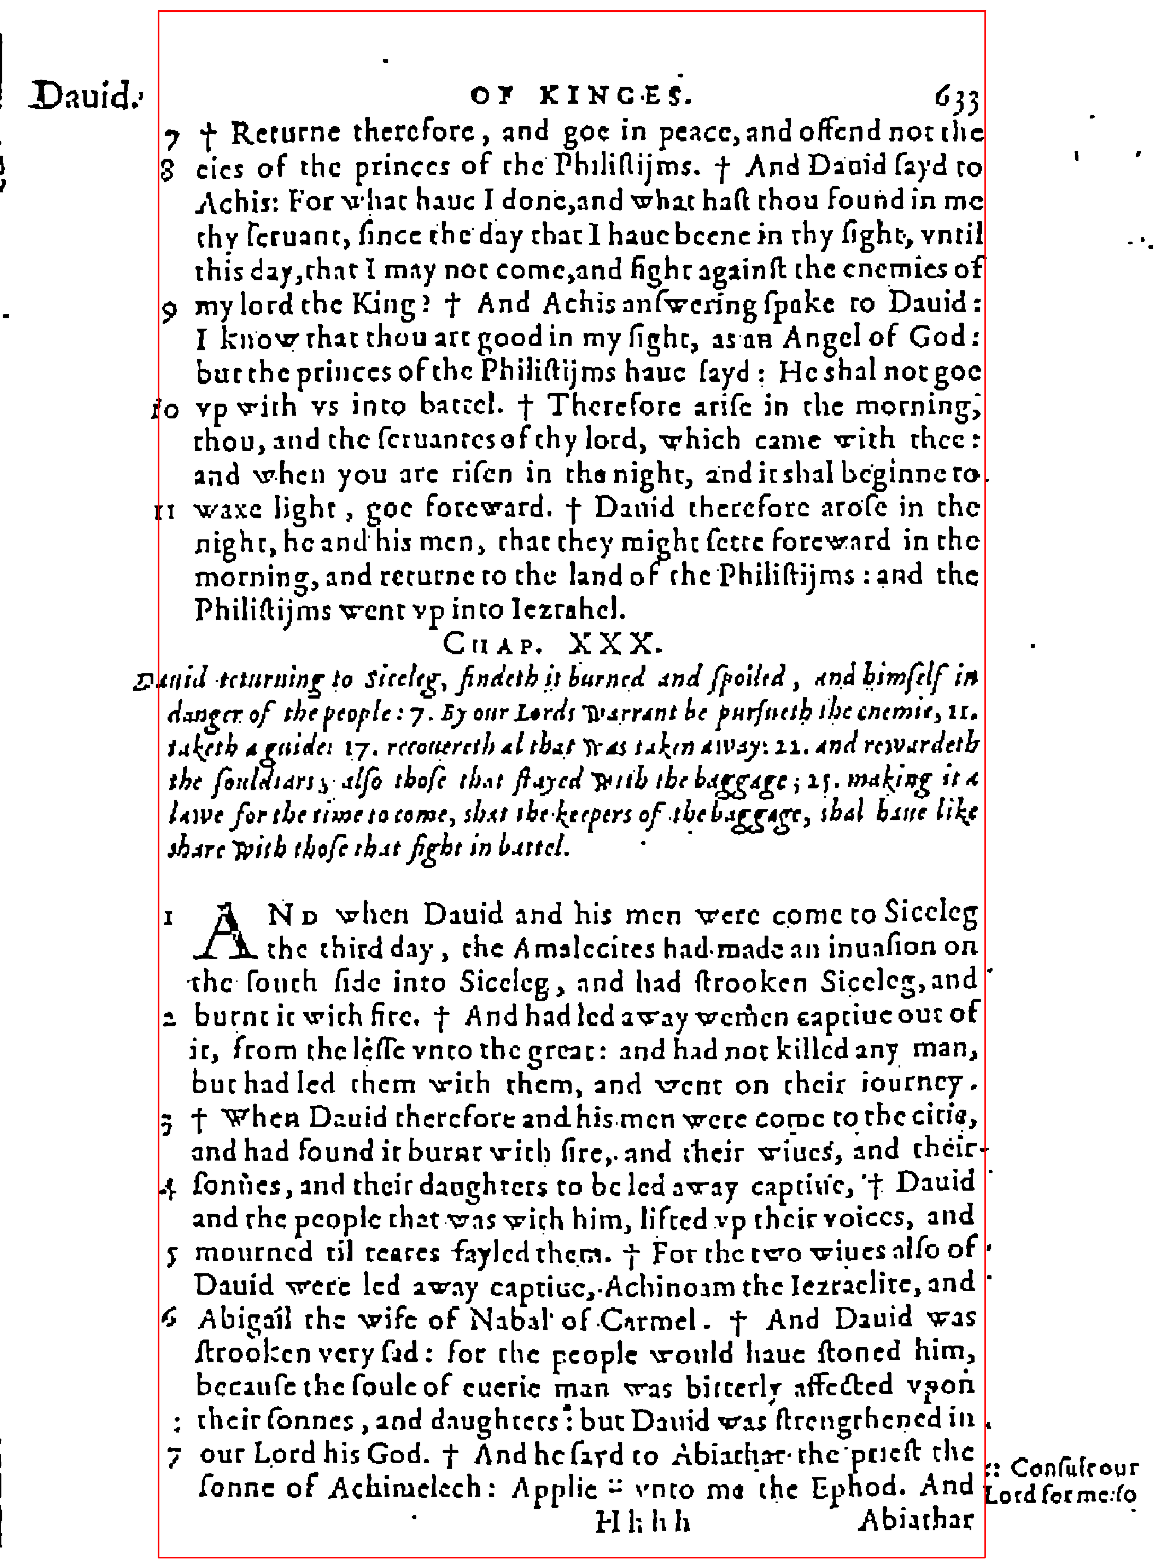 Dauid. OF KINGES. 633
7 † Returne therefore, and goe in peace, and offend not the
8 eies of the princes of the Philiſtijms. † And Dauid ſayd to
Achis: For what haue I done, and what haſt thou found in me
thy ſeruant, ſince the day that I haue beene in thy ſight, vntil
this day, that I may not come, and fight againſt the enemies of
9 my lord the King? † And Achis anſwering ſpake to Dauid:
I know that thou art good in my ſight, as an Angel of God:
but the princes of the Philiſtijms haue ſayd: He shal not goe
10 vp with vs into battel. † Therefore ariſe in the morning,
thou, and the ſeruantes of thy lord, which came with thee:
and when you are riſen in the night, and it shal beginne to
11 waxe light, goe foreward. † Dauid therefore aroſe in the
night, he and his men, that they might ſette foreward in the
morning, and returne to the land of the Philiſtijms: and the
Philiſtijms went vp into Iezrahel.
CHAP. XXX.
Dauid returning to Siceleg, findeth it burned and ſpoiled, and himſelf in
danger of the people: 7. By our Lords warrant he purſueth the enemie, 11.
taketh a guide: 17. recouereth al that was taken away: 22. and rewardeth
the ſouldiars, alſo thoſe that ſtayed with the baggage; 25. making it a
lawe for the time to come, that the keepers of the baggage, shal haue like
share with thoſe that fight in battel.
1 AND when Dauid and his men were come to Siceleg
the third day, the Amalecites had made an inuaſion on
the ſouth ſide into Siceleg, and had ſtrooken Siceleg, and
2 burnt it with fire. † And had led away wemen captiue out of
it, from the leſſe vnto the great: and had not killed any man,
but had led them with them, and went on their iourney.
3 † When Dauid therefore and his men were come to the citie,
and had found it burnt with fire, and their wiues, and their
4 ſonnes, and their daughters to be led away captiue, † Dauid
and the people that was with him, lifted vp their voices, and
5 mourned til teares fayled them. † For the two wiues alſo of
Dauid were led away captiue, Achinoam the Iezraelite, and
6 Abigail the wife of Nabal of Carmel. † And Dauid was
ſtrooken very ſad: for the people would haue ſtoned him,
becauſe the ſoule of euerie man was bitterly affected vpon
: their ſonnes, and daughters: but Dauid was ſtrengthened in
7 our Lord his God. † And he ſayd to Abiathar the prieſt the
ſonne of Achimelech: Applie :: vnto me the Ephod. And
:: Conſulte our
Lord for me: ſo
Hhhh Abiathar